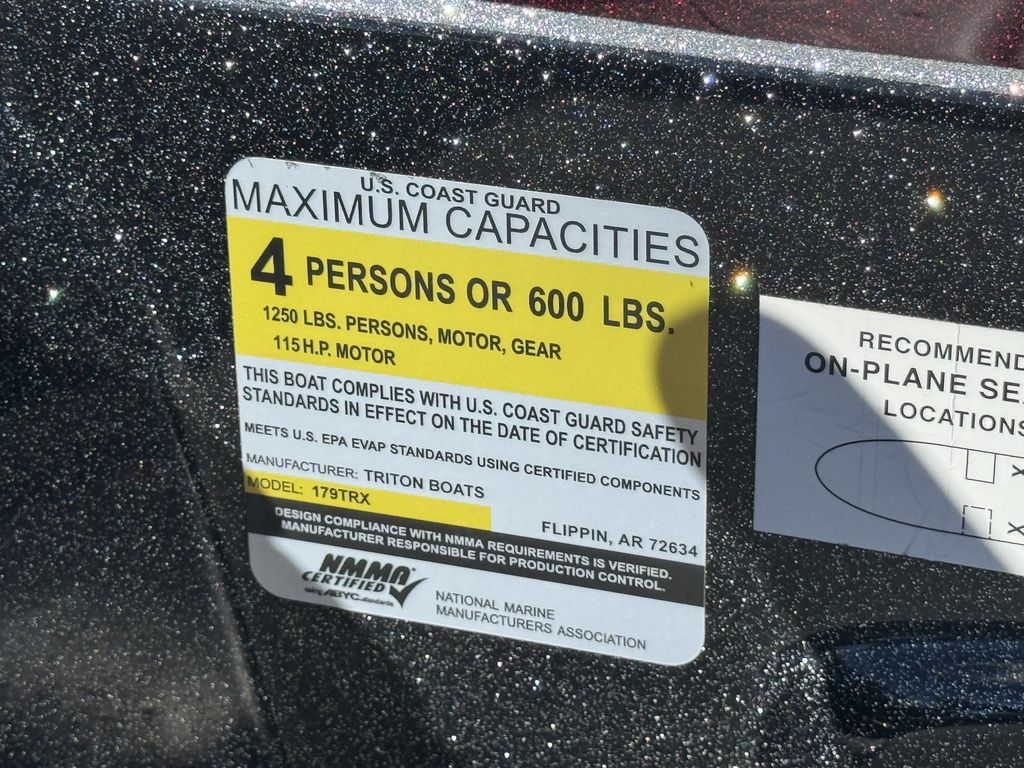 U.S. COAST GUARD
MAXIMUM CAPACITIES
4 PERSONS OR 600 LBS.
1250 LBS. PERSONS, MOTOR, GEAR
115 H.P. MOTOR
THIS BOAT COMPLIES WITH U.S. COAST GUARD SAFETY
STANDARDS IN EFFECT ON THE DATE OF CERTIFICATION
MEETS U.S. EPA EVAP STANDARDS USING CERTIFIED COMPONENTS
MANUFACTURER: TRITON BOATS
MODEL: 179TRX
FLIPPIN, AR 72634
DESIGN COMPLIANCE WITH NMMA REQUIREMENTS IS VERIFIED.
MANUFACTURER RESPONSIBLE FOR PRODUCTION CONTROL.
NMMA®
CERTIFIED
using ABYC standards
NATIONAL MARINE
MANUFACTURERS ASSOCIATION
RECOMMEND
ON-PLANE SE
LOCATIONS
X
X